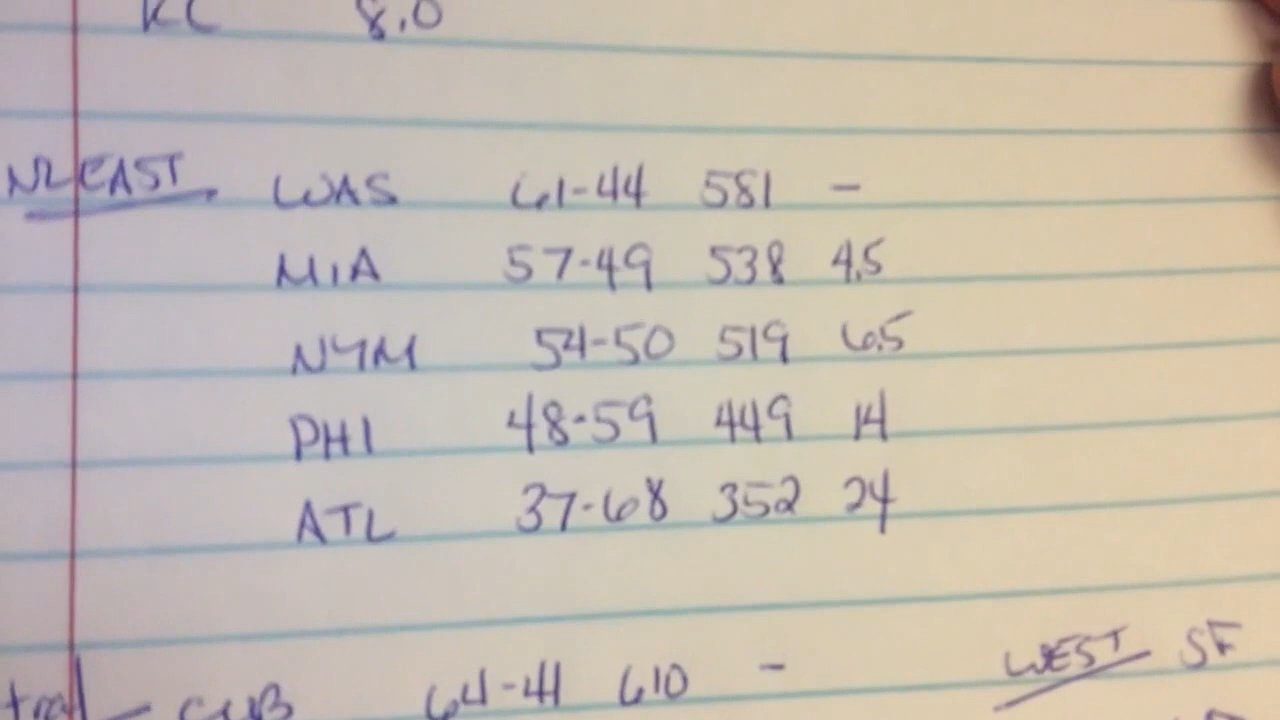 KC 8.0
NL EAST WAS 61-44 581 -
MIA 57-49 538 4.5
NYM 54-50 519 6.5
PHI 48-59 449 14
ATL 37-68 352 24
WEST SF
CUB 64-41 610 -